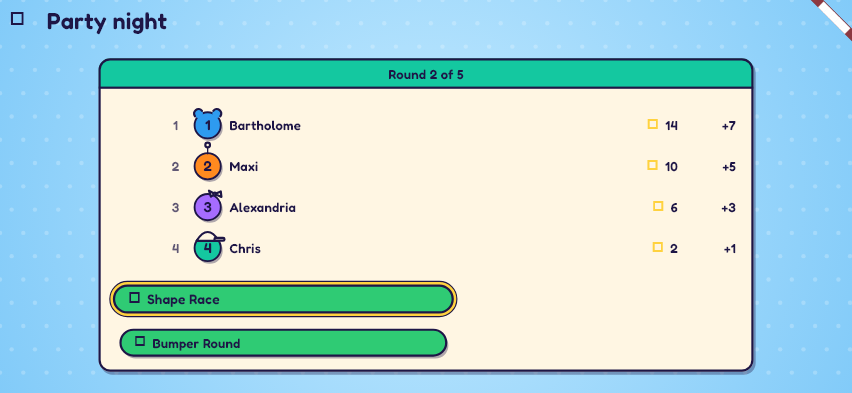 Party night
Round 2 of 5
1 1 Bartholome 14 +7
2 2 Maxi 10 +5
3 3 Alexandria 6 +3
4 4 Chris 2 +1
Shape Race
Bumper Round